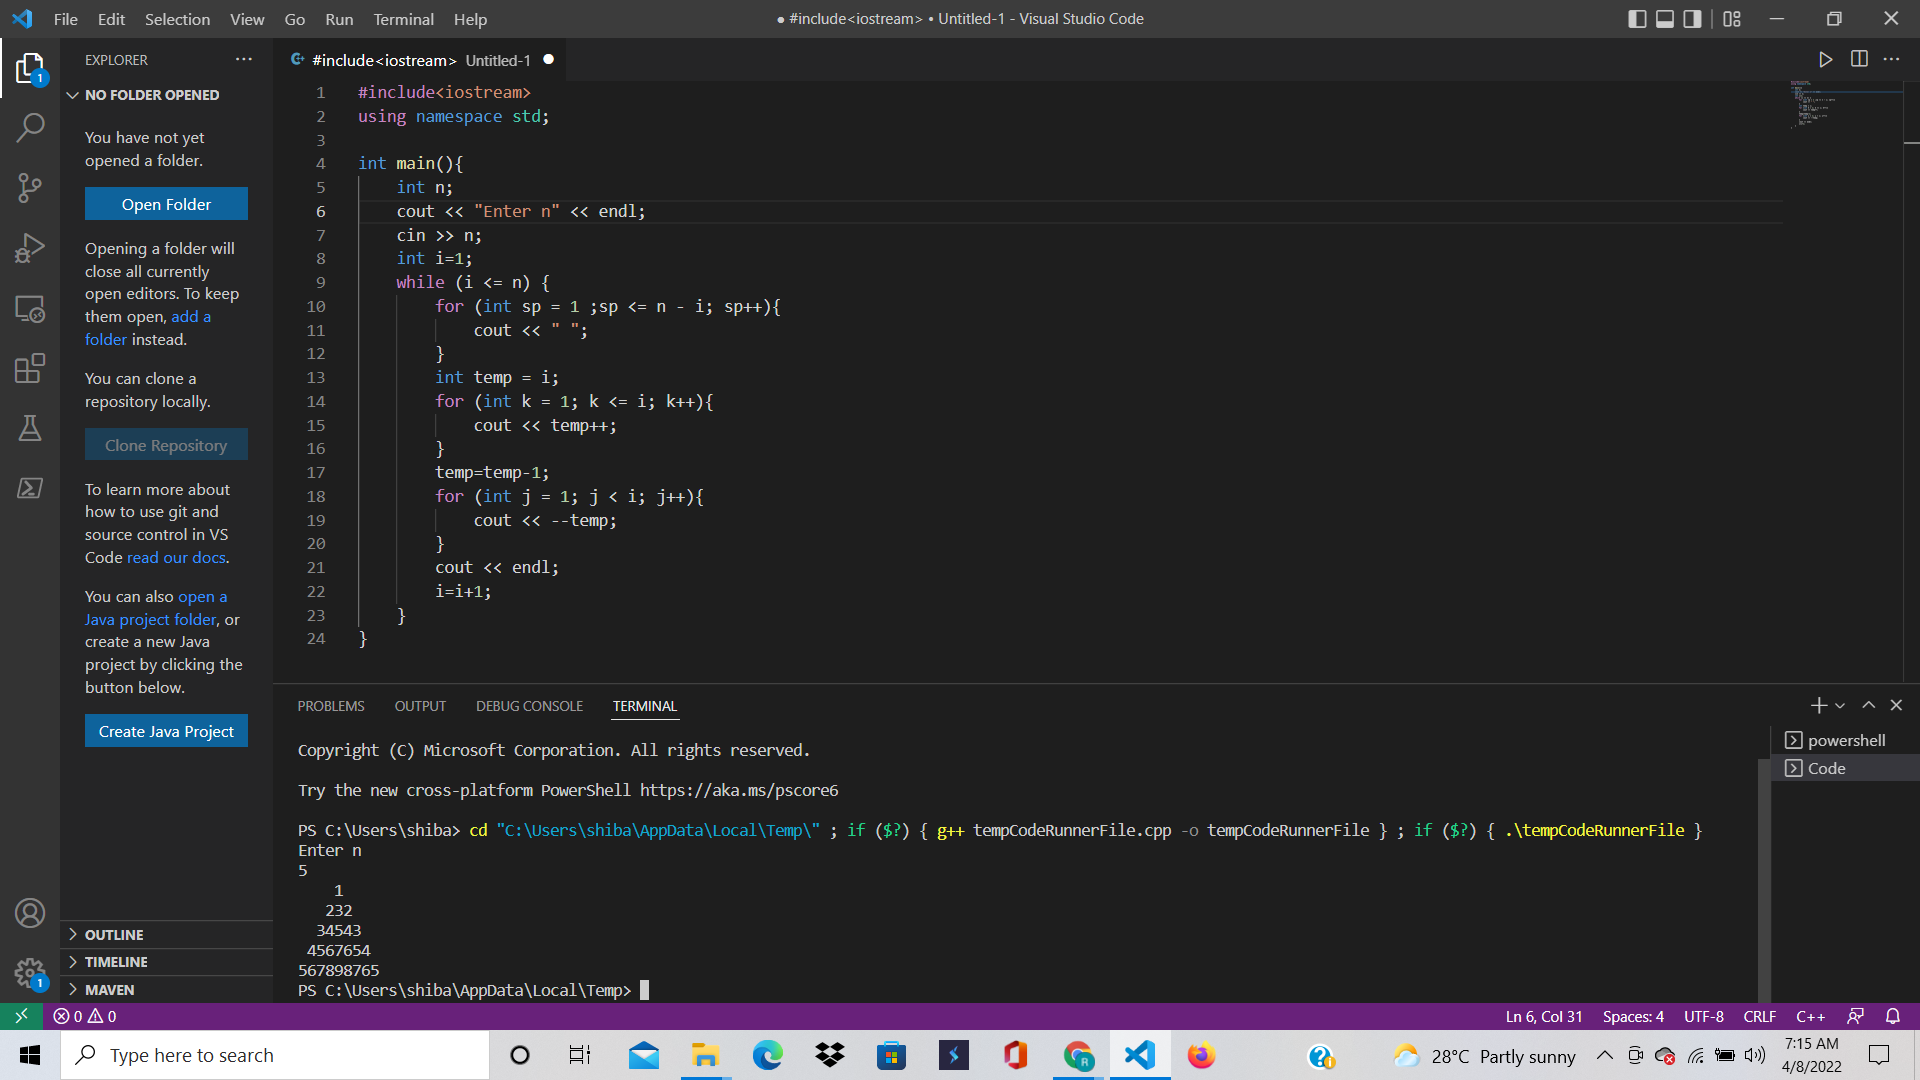 File Edit Selection View Go Run Terminal Help
● #include<iostream> • Untitled-1 - Visual Studio Code
EXPLORER
NO FOLDER OPENED
You have not yet
opened a folder.
Open Folder
Opening a folder will
close all currently
open editors. To keep
them open, add a
folder instead.
You can clone a
repository locally.
Clone Repository
To learn more about
how to use git and
source control in VS
Code read our docs.
You can also open a
Java project folder, or
create a new Java
project by clicking the
button below.
Create Java Project
OUTLINE
TIMELINE
MAVEN
1
1
#include<iostream> Untitled-1 ●
1 #include<iostream>
2 using namespace std;
3
4 int main(){
5 int n;
6 cout << "Enter n" << endl;
7 cin >> n;
8 int i=1;
9 while (i <= n) {
10 for (int sp = 1 ;sp <= n - i; sp++){
11 cout << " ";
12 }
13 int temp = i;
14 for (int k = 1; k <= i; k++){
15 cout << temp++;
16 }
17 temp=temp-1;
18 for (int j = 1; j < i; j++){
19 cout << --temp;
20 }
21 cout << endl;
22 i=i+1;
23 }
24 }
PROBLEMS OUTPUT DEBUG CONSOLE TERMINAL
Copyright (C) Microsoft Corporation. All rights reserved.
Try the new cross-platform PowerShell https://aka.ms/pscore6
PS C:\Users\shiba> cd "C:\Users\shiba\AppData\Local\Temp\" ; if ($?) { g++ tempCodeRunnerFile.cpp -o tempCodeRunnerFile } ; if ($?) { .\tempCodeRunnerFile }
Enter n
5
1
232
34543
4567654
567898765
PS C:\Users\shiba\AppData\Local\Temp>
powershell
Code
0 0
Ln 6, Col 31 Spaces: 4 UTF-8 CRLF C++
Type here to search
28°C Partly sunny
7:15 AM
4/8/2022